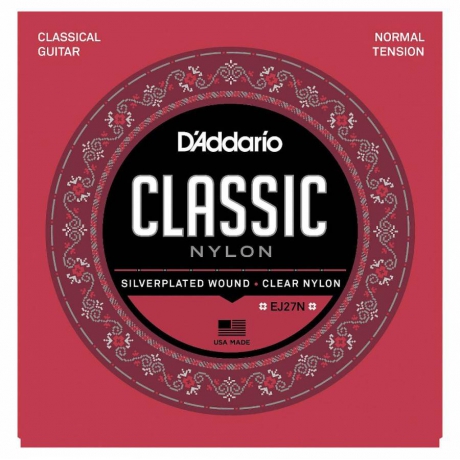 CLASSICAL
GUITAR
NORMAL
TENSION
D'Addario
CLASSIC
NYLON
SILVERPLATED WOUND • CLEAR NYLON
# EJ27N #
USA MADE